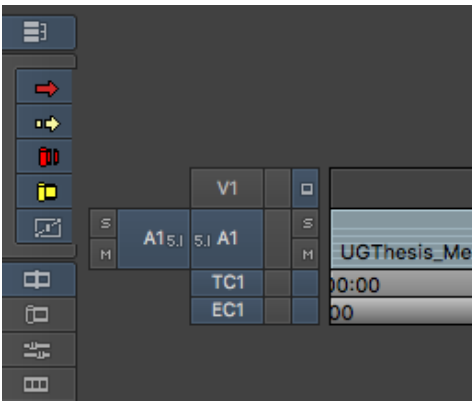 V1
S A1 5.1 5.1 A1 S
M M UGThesis_Me
TC1 00:00
EC1 00